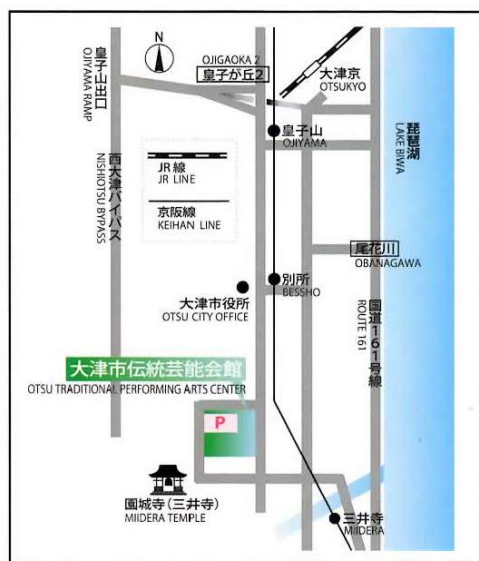 N
OJIGAOKA 2
皇子が丘2
大津京
OTSUKYO
皇子山出口
OJIYAMA RAMP
皇子山
OJIYAMA
琵琶湖
LAKE BIWA
西大津バイパス
NISHIOTSU BYPASS
JR線
JR LINE
京阪線
KEIHAN LINE
尾花川
OBANAGAWA
別所
BESSHO
大津市役所
OTSU CITY OFFICE
国道161号線
ROUTE 161
大津市伝統芸能会館
OTSU TRADITIONAL PERFORMING ARTS CENTER
P
園城寺(三井寺)
MIIDERA TEMPLE
三井寺
MIIDERA